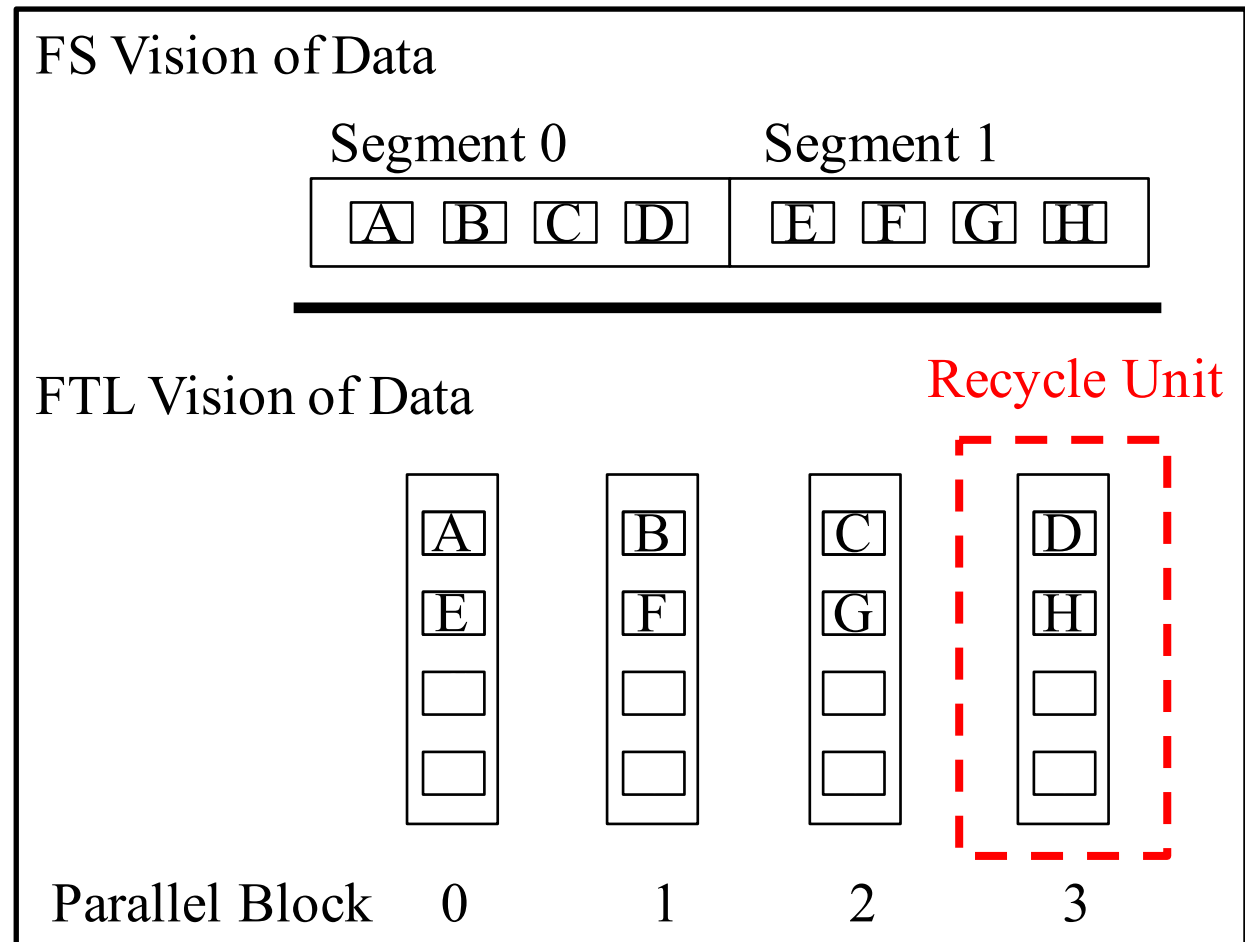 FS Vision of Data
Segment 0 Segment 1
A B C D E F G H
Recycle Unit
FTL Vision of Data
A B C D
E F G H
Parallel Block 0 1 2 3